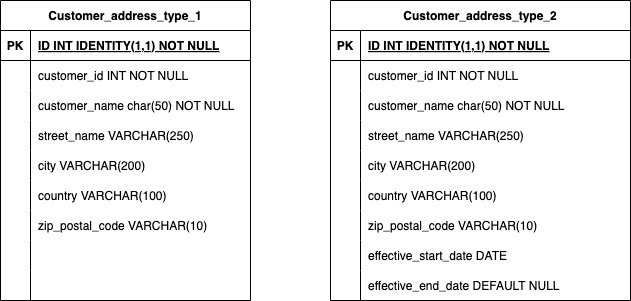 Customer_address_type_1
PK ID INT IDENTITY(1,1) NOT NULL
customer_id INT NOT NULL
customer_name char(50) NOT NULL
street_name VARCHAR(250)
city VARCHAR(200)
country VARCHAR(100)
zip_postal_code VARCHAR(10)
Customer_address_type_2
PK ID INT IDENTITY(1,1) NOT NULL
customer_id INT NOT NULL
customer_name char(50) NOT NULL
street_name VARCHAR(250)
city VARCHAR(200)
country VARCHAR(100)
zip_postal_code VARCHAR(10)
effective_start_date DATE
effective_end_date DEFAULT NULL